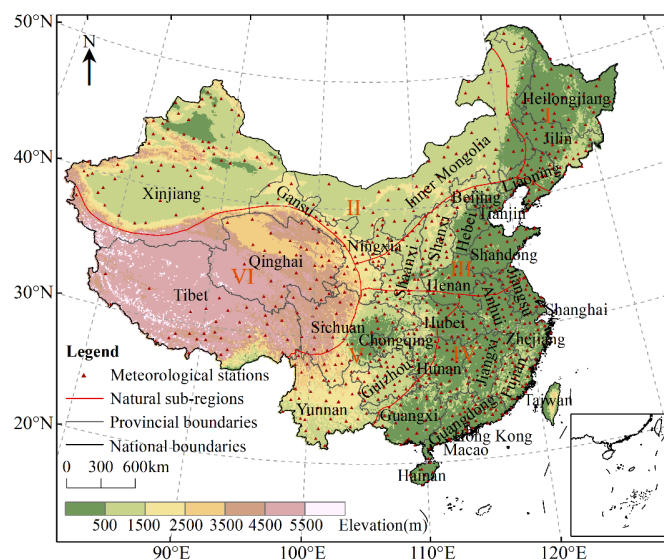 50°N
N
40°N
30°N
20°N
Heilongjiang
I
Jilin
Liaoning
Inner Mongolia
Beijing
Tianjin
Xinjiang
Gansu
II
Ningxia
Shaanxi
Shanxi
Hebei
Shandong
Qinghai
VI
III
Henan
Jiangsu
Anhui
Shanghai
Tibet
Sichuan
Hubei
Chongqing
Zhejiang
V
IV
Hunan
Jiangxi
Guizhou
Fujian
Yunnan
Guangxi
Guangdong
Taiwan
Hong Kong
Macao
Hainan
Legend
Meteorological stations
Natural sub-regions
Provincial boundaries
National boundaries
0 300 600km
500 1500 2500 3500 4500 5500 Elevation(m)
90°E 100°E 110°E 120°E